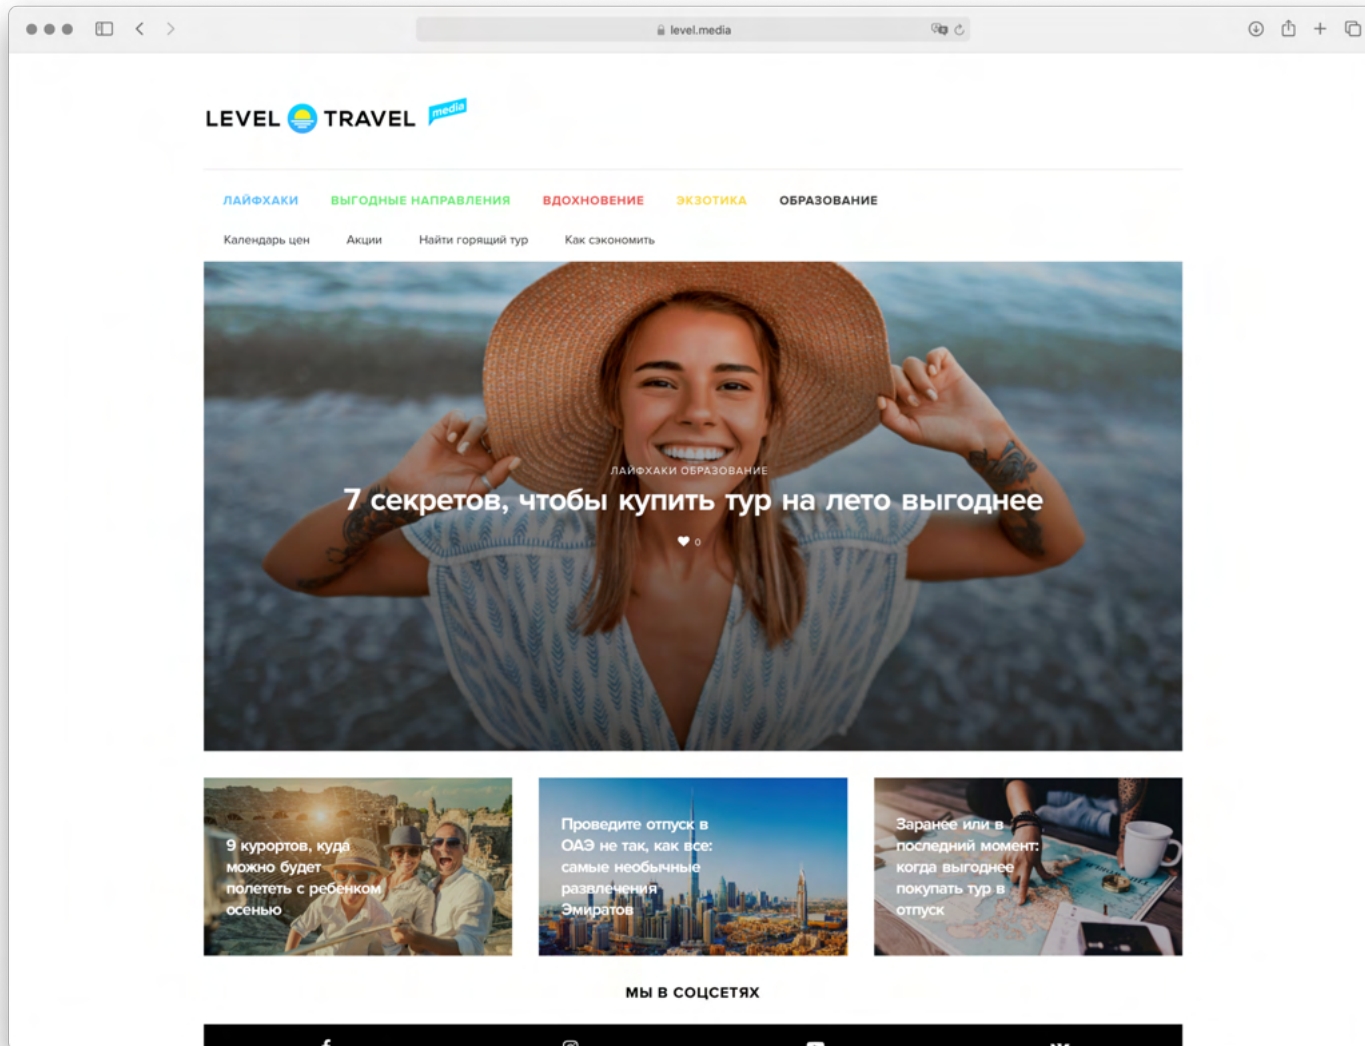 level.media
LEVEL TRAVEL media
ЛАЙФХАКИ ВЫГОДНЫЕ НАПРАВЛЕНИЯ ВДОХНОВЕНИЕ ЭКЗОТИКА ОБРАЗОВАНИЕ
Календарь цен Акции Найти горящий тур Как сэкономить
ЛАЙФХАКИ ОБРАЗОВАНИЕ
7 секретов, чтобы купить тур на лето выгоднее
0
9 курортов, куда
можно будет
полететь с ребенком
осенью
Проведите отпуск в
ОАЭ не так, как все:
самые необычные
развлечения
Эмиратов
Заранее или в
последний момент:
когда выгоднее
покупать тур в
отпуск
МЫ В СОЦСЕТЯХ